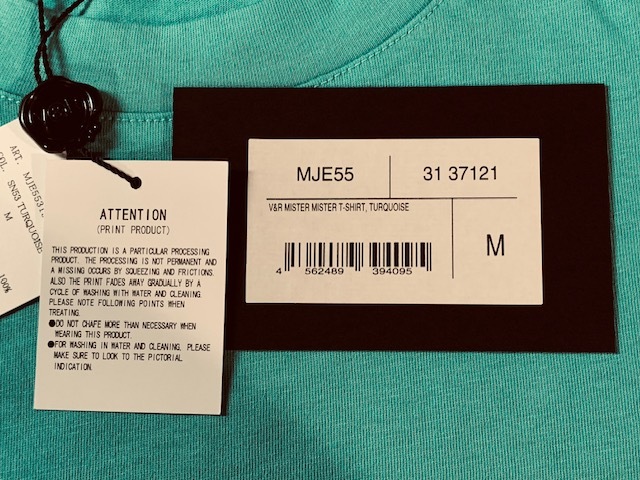 ART. MJE5531
COL. SN53 TURQUOISE
M
100%
ATTENTION
(PRINT PRODUCT)
THIS PRODUCTION IS A PARTICULAR PROCESSING
PRODUCT. THE PROCESSING IS NOT PERMANENT AND
A MISSING OCCURS BY SQUEEZING AND FRICTIONS.
ALSO THE PRINT FADES AWAY GRADUALLY BY A
CYCLE OF WASHING WITH WATER AND CLEANING.
PLEASE NOTE FOLLOWING POINTS WHEN
TREATING.
●DO NOT CHAFE MORE THAN NECESSARY WHEN
WEARING THIS PRODUCT.
●FOR WASHING IN WATER AND CLEANING, PLEASE
MAKE SURE TO LOOK TO THE PICTORIAL
INDICATION.
MJE55
31 37121
V&R MISTER MISTER T-SHIRT, TURQUOISE
M
4 562489 394095